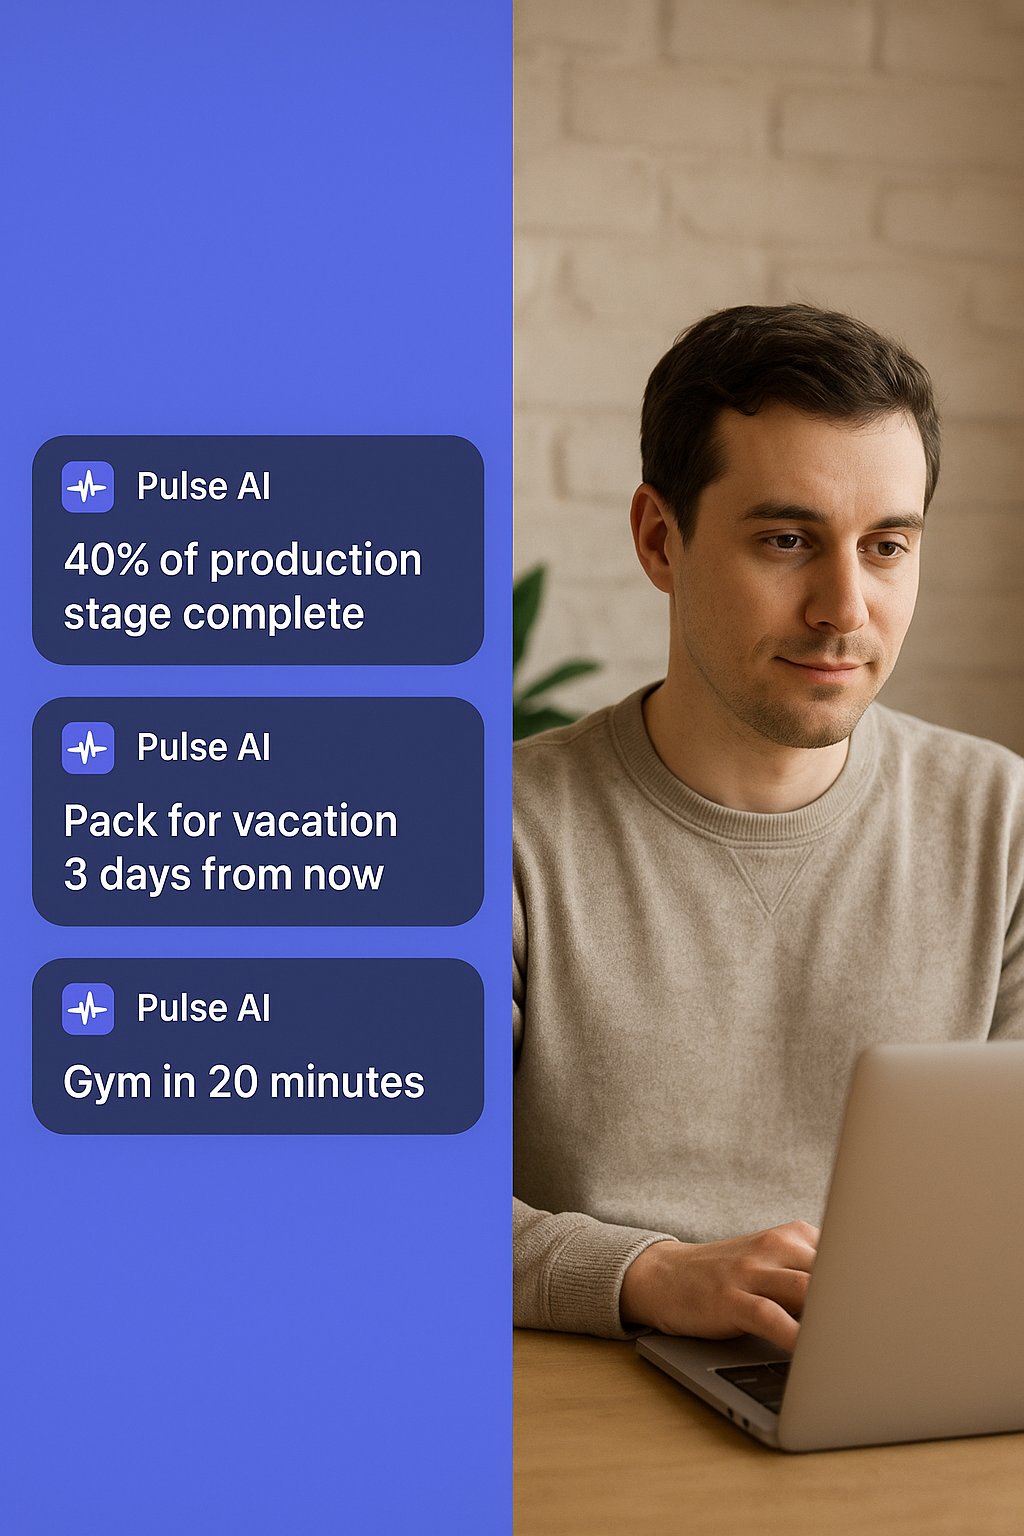 Pulse AI
40% of production
stage complete
Pulse AI
Pack for vacation
3 days from now
Pulse AI
Gym in 20 minutes